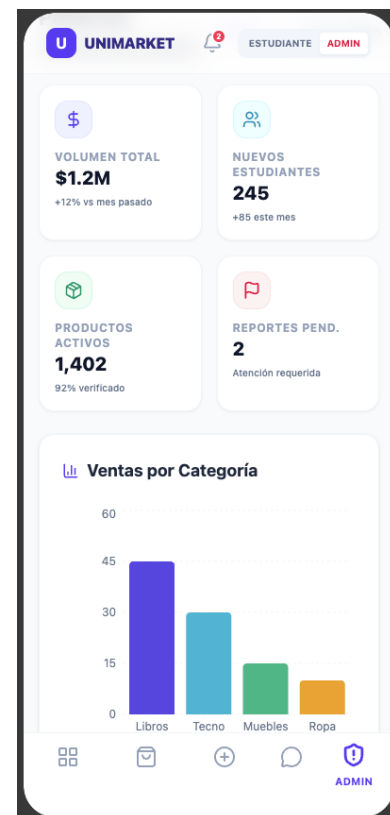 U UNIMARKET 2 ESTUDIANTE ADMIN
VOLUMEN TOTAL
$1.2M
+12% vs mes pasado
NUEVOS
ESTUDIANTES
245
+85 este mes
PRODUCTOS
ACTIVOS
1,402
92% verificado
REPORTES PEND.
2
Atención requerida
Ventas por Categoría
60
45
30
15
0
Libros Tecno Muebles Ropa
ADMIN